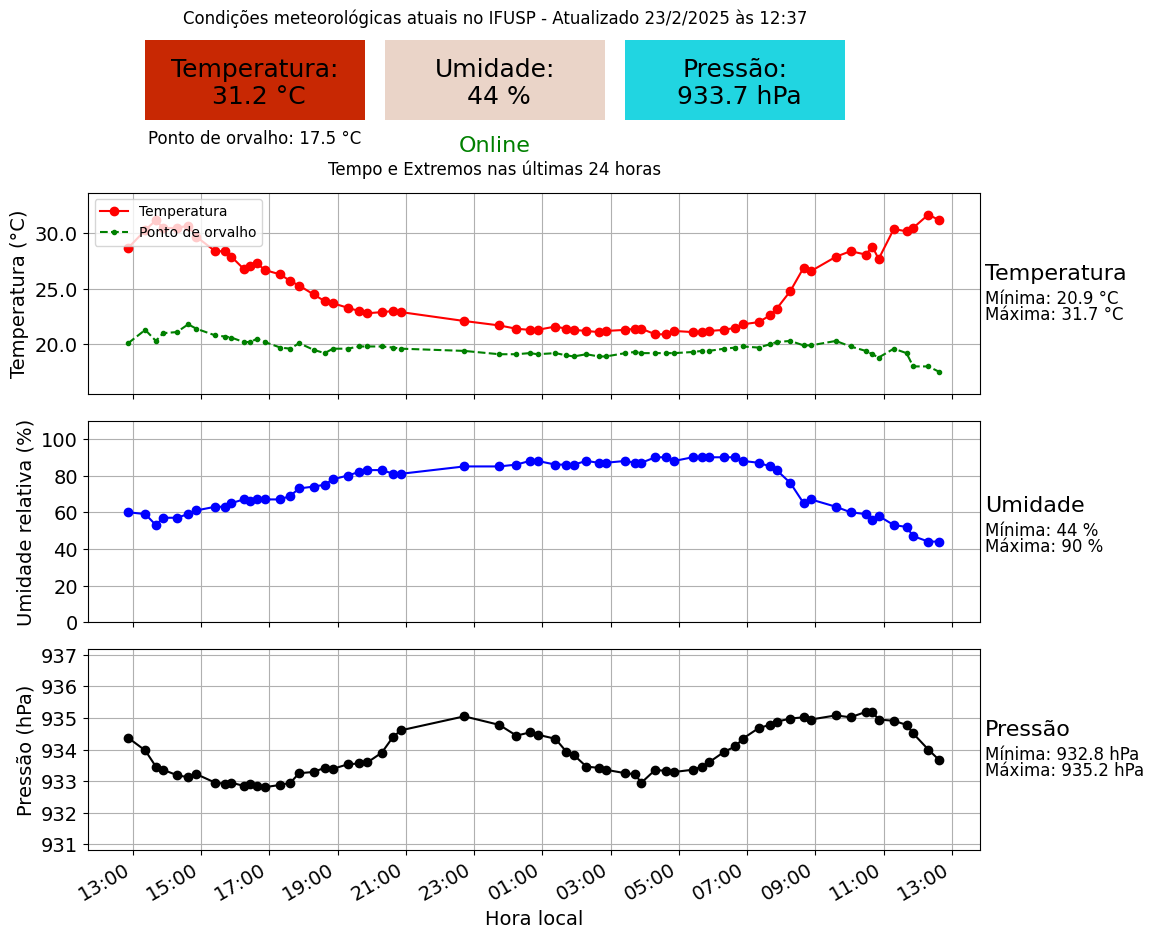 Condições meteorológicas atuais no IFUSP - Atualizado 23/2/2025 às 12:37
Temperatura:
31.2 °C
Umidade:
44 %
Pressão:
933.7 hPa
Ponto de orvalho: 17.5 °C
Online
Tempo e Extremos nas últimas 24 horas
Temperatura (°C)
30.0
25.0
20.0
Temperatura
Ponto de orvalho
Temperatura
Mínima: 20.9 °C
Máxima: 31.7 °C
Umidade relativa (%)
100
80
60
40
20
0
Umidade
Mínima: 44 %
Máxima: 90 %
Pressão (hPa)
937
936
935
934
933
932
931
Pressão
Mínima: 932.8 hPa
Máxima: 935.2 hPa
13:00 15:00 17:00 19:00 21:00 23:00 01:00 03:00 05:00 07:00 09:00 11:00 13:00
Hora local